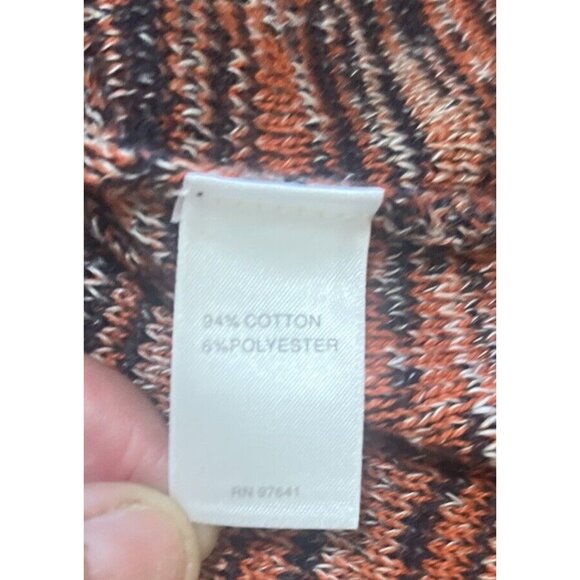 94% COTTON
6% POLYESTER
RN 97641